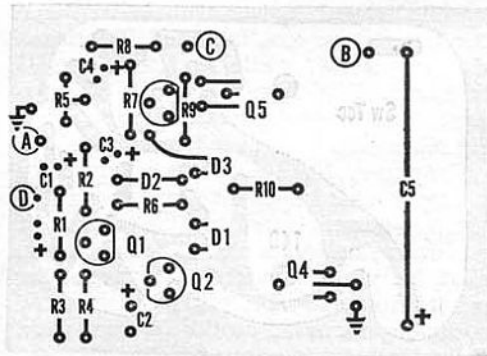 R8 C B
C4 +
R5 R7 R9 Q5
A
C3 +
+ D3
C1 R2 D2 R10 C5
D
R6
R1 D1
+ Q1
Q2 Q4
R3 R4 + C2 +